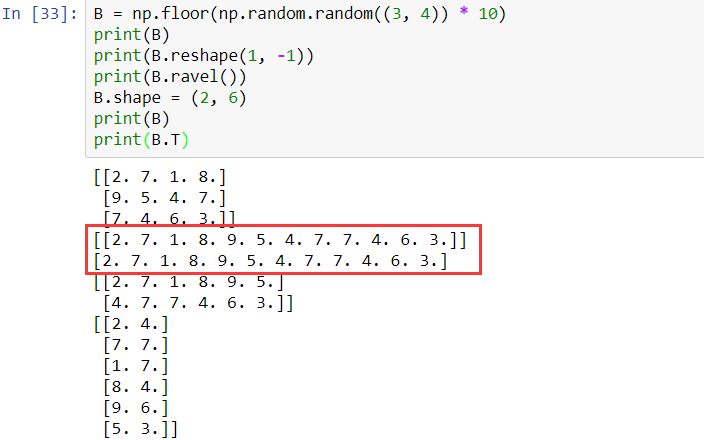 In [33]: B = np.floor(np.random.random((3, 4)) * 10)
print(B)
print(B.reshape(1, -1))
print(B.ravel())
B.shape = (2, 6)
print(B)
print(B.T)
[[2. 7. 1. 8.]
[9. 5. 4. 7.]
[7. 4. 6. 3.]]
[[2. 7. 1. 8. 9. 5. 4. 7. 7. 4. 6. 3.]]
[2. 7. 1. 8. 9. 5. 4. 7. 7. 4. 6. 3.]
[[2. 7. 1. 8. 9. 5.]
[4. 7. 7. 4. 6. 3.]]
[[2. 4.]
[7. 7.]
[1. 7.]
[8. 4.]
[9. 6.]
[5. 3.]]